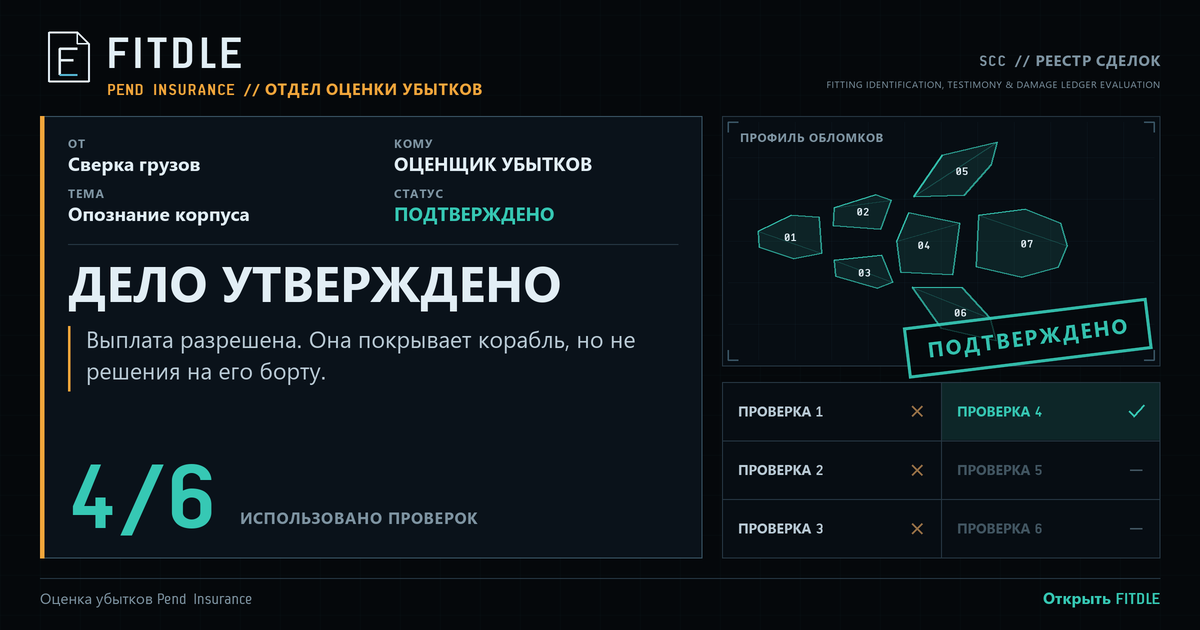 FITDLE
PEND INSURANCE // ОТДЕЛ ОЦЕНКИ УБЫТКОВ
SCC // РЕЕСТР СДЕЛОК
FITTING IDENTIFICATION, TESTIMONY & DAMAGE LEDGER EVALUATION
ОТ
Сверка грузов
КОМУ
ОЦЕНЩИК УБЫТКОВ
ТЕМА
Опознание корпуса
СТАТУС
ПОДТВЕРЖДЕНО
ДЕЛО УТВЕРЖДЕНО
Выплата разрешена. Она покрывает корабль, но не
решения на его борту.
4/6
ИСПОЛЬЗОВАНО ПРОВЕРОК
ПРОФИЛЬ ОБЛОМКОВ
05
02
01
04
07
03
06
ПОДТВЕРЖДЕНО
ПРОВЕРКА 1
ПРОВЕРКА 4
ПРОВЕРКА 2
ПРОВЕРКА 5
ПРОВЕРКА 3
ПРОВЕРКА 6
Оценка убытков Pend Insurance
Открыть FITDLE